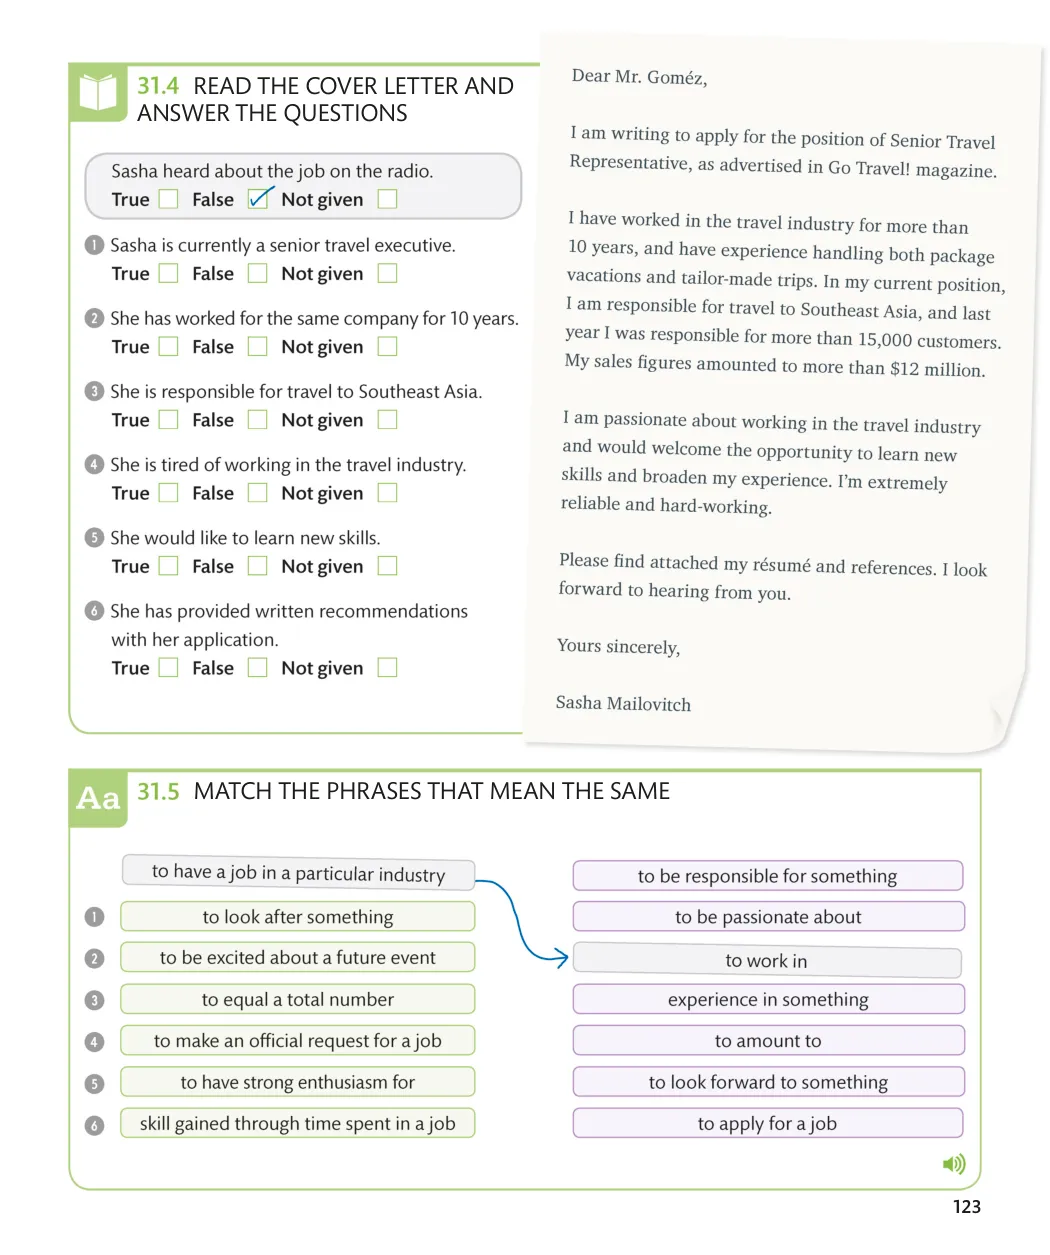 31.4 READ THE COVER LETTER AND
ANSWER THE QUESTIONS
Sasha heard about the job on the radio.
True False Not given
1 Sasha is currently a senior travel executive.
True False Not given
2 She has worked for the same company for 10 years.
True False Not given
3 She is responsible for travel to Southeast Asia.
True False Not given
4 She is tired of working in the travel industry.
True False Not given
5 She would like to learn new skills.
True False Not given
6 She has provided written recommendations
with her application.
True False Not given
Dear Mr. Goméz,
I am writing to apply for the position of Senior Travel
Representative, as advertised in Go Travel! magazine.
I have worked in the travel industry for more than
10 years, and have experience handling both package
vacations and tailor-made trips. In my current position,
I am responsible for travel to Southeast Asia, and last
year I was responsible for more than 15,000 customers.
My sales figures amounted to more than $12 million.
I am passionate about working in the travel industry
and would welcome the opportunity to learn new
skills and broaden my experience. I'm extremely
reliable and hard-working.
Please find attached my résumé and references. I look
forward to hearing from you.
Yours sincerely,
Sasha Mailovitch
Aa 31.5 MATCH THE PHRASES THAT MEAN THE SAME
to have a job in a particular industry
1 to look after something
2 to be excited about a future event
3 to equal a total number
4 to make an official request for a job
5 to have strong enthusiasm for
6 skill gained through time spent in a job
to be responsible for something
to be passionate about
to work in
experience in something
to amount to
to look forward to something
to apply for a job
123